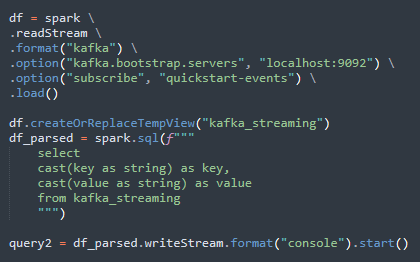 df = spark \
.readStream \
.format("kafka") \
.option("kafka.bootstrap.servers", "localhost:9092") \
.option("subscribe", "quickstart-events") \
.load()

df.createOrReplaceTempView("kafka_streaming")
df_parsed = spark.sql(f"""
    select
    cast(key as string) as key,
    cast(value as string) as value
    from kafka_streaming
    """)

query2 = df_parsed.writeStream.format("console").start()